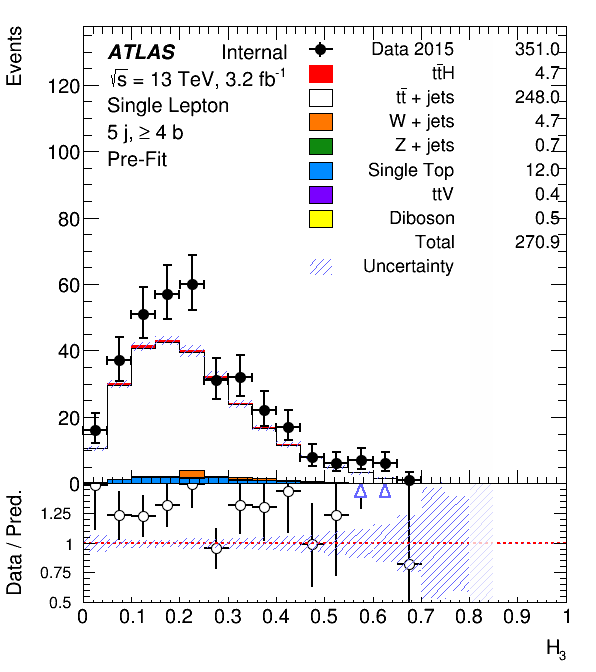 Events
ATLAS Internal
√s = 13 TeV, 3.2 fb⁻¹
Single Lepton
5 j, ≥ 4 b
Pre-Fit
Data 2015 351.0
tt̄H 4.7
tt̄ + jets 248.0
W + jets 4.7
Z + jets 0.7
Single Top 12.0
ttV 0.4
Diboson 0.5
Total 270.9
Uncertainty
120
100
80
60
40
20
0
Data / Pred.
1.25
1
0.75
0.5
0 0.1 0.2 0.3 0.4 0.5 0.6 0.7 0.8 0.9 1
H₃